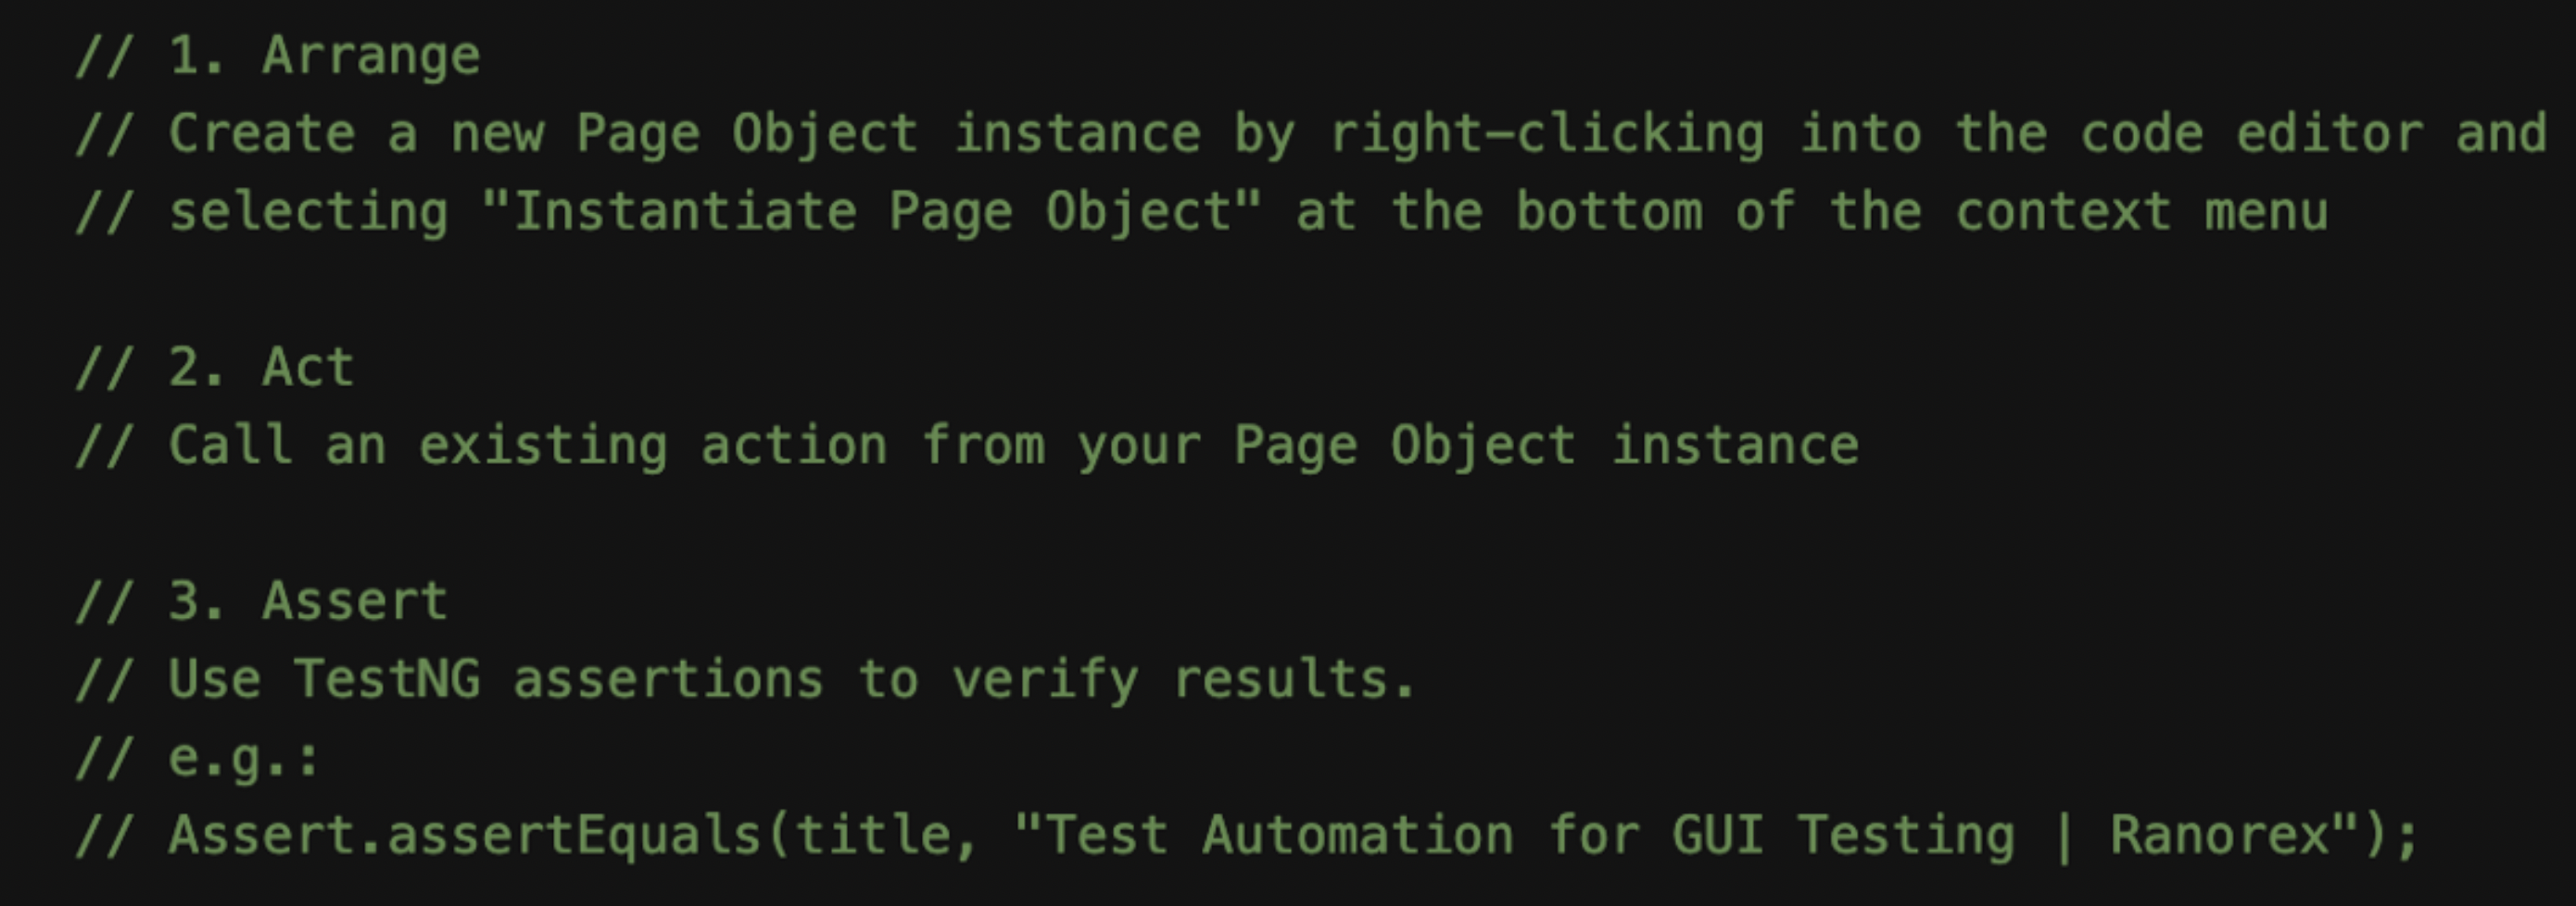 // 1. Arrange
// Create a new Page Object instance by right-clicking into the code editor and
// selecting "Instantiate Page Object" at the bottom of the context menu
// 2. Act
// Call an existing action from your Page Object instance
// 3. Assert
// Use TestNG assertions to verify results.
// e.g.:
// Assert.assertEquals(title, "Test Automation for GUI Testing | Ranorex");